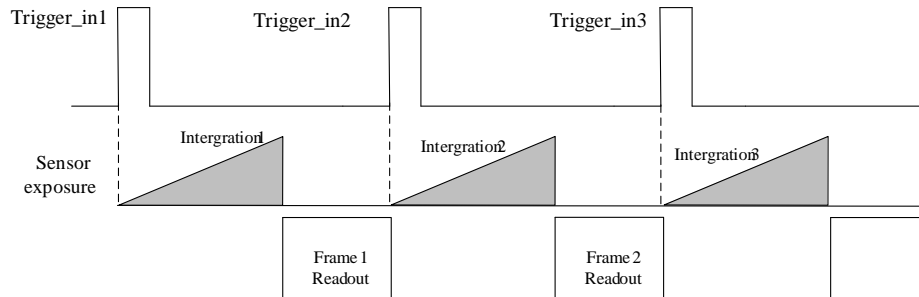 Trigger_in1
Trigger_in2
Trigger_in3
Intergration1
Intergration2
Intergration3
Sensor
exposure
Frame 1
Readout
Frame 2
Readout